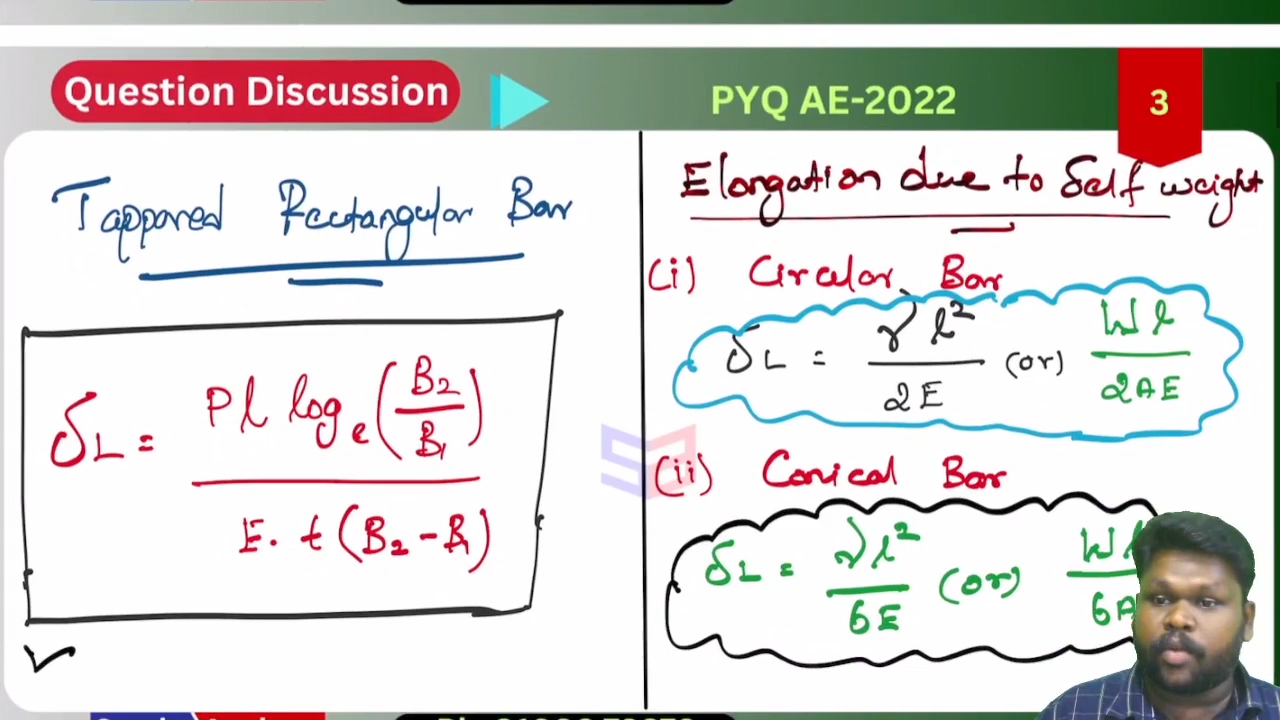 Question Discussion
PYQ AE-2022
3
Tappared Rectangular Bar
δL = Pl logₑ(B₂/B₁) / E. t (B₂ - B₁)
Elongation due to Self weight
(i) Circular Bar
δL = γl²/2E (or) Wl/2AE
(ii) Conical Bar
δL = γl²/6E (or)